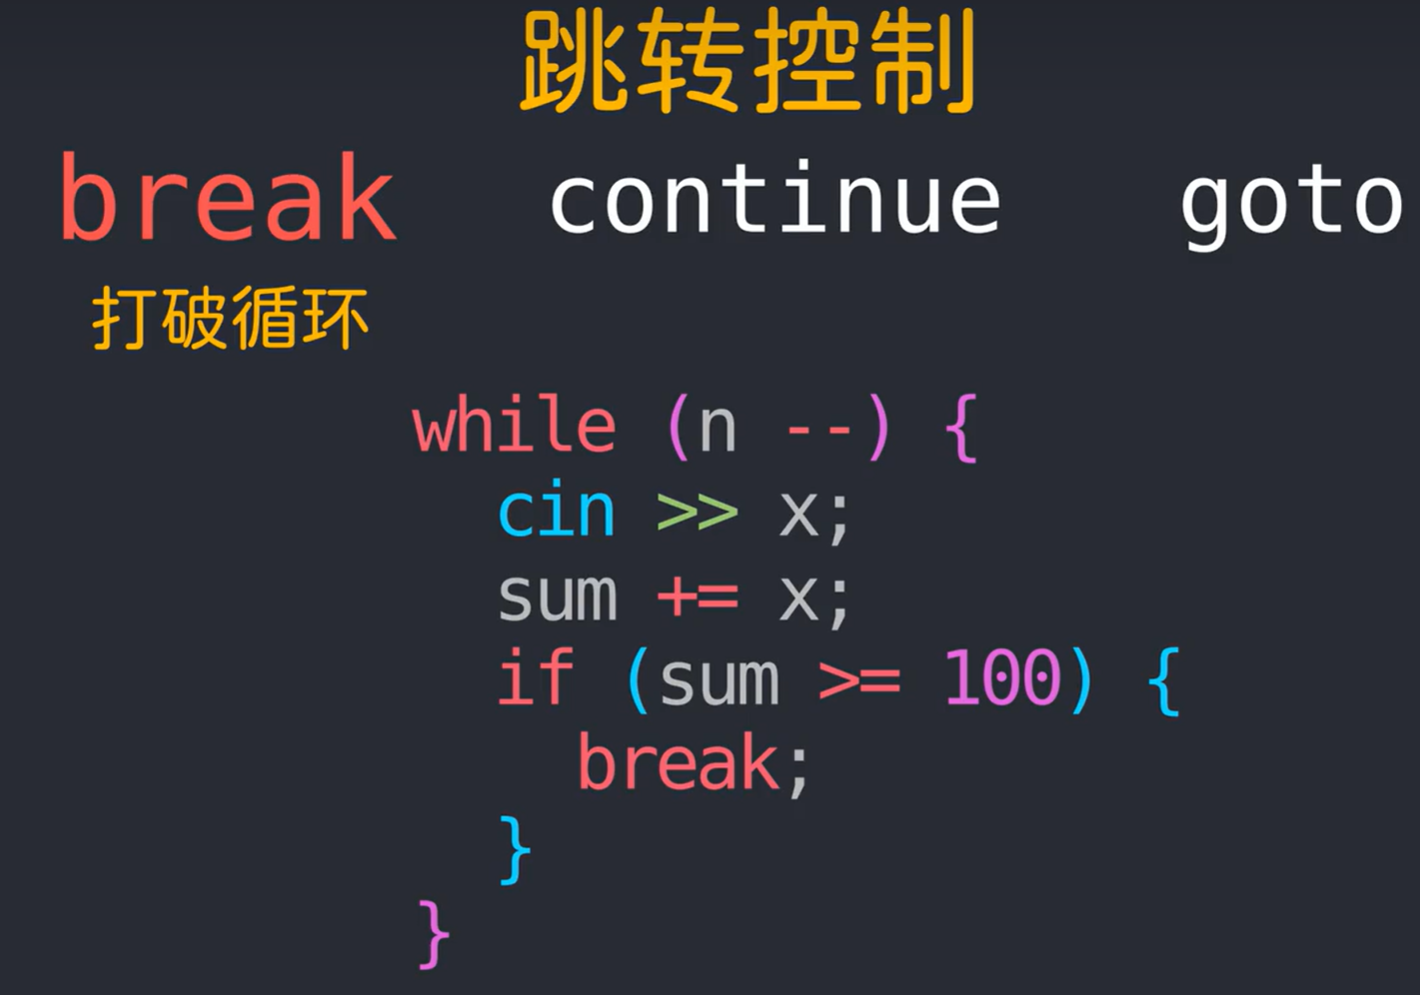 跳转控制
break continue goto
打破循环
while (n --) {
  cin >> x;
  sum += x;
  if (sum >= 100) {
    break;
  }
}